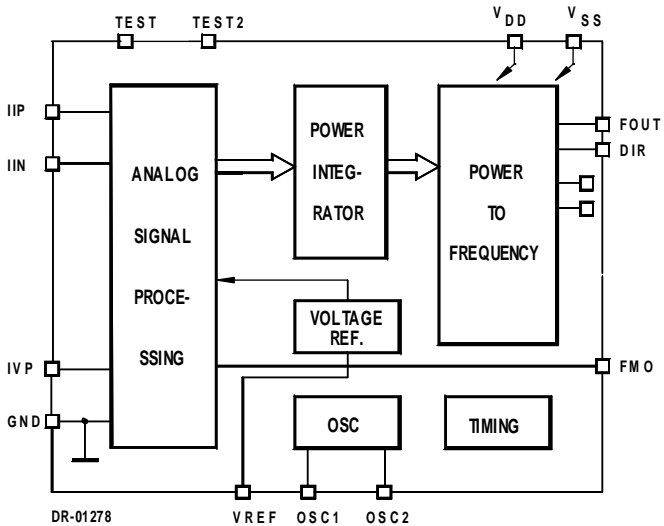 TEST TEST2 VDD VSS
IIP
IIN
ANALOG
SIGNAL
PROCE-
SSING
POWER
INTEG-
RATOR
POWER
TO
FREQUENCY
FOUT
DIR
VOLTAGE
REF.
IVP
FMO
GND
OSC
TIMING
DR-01278
VREF OSC1 OSC2